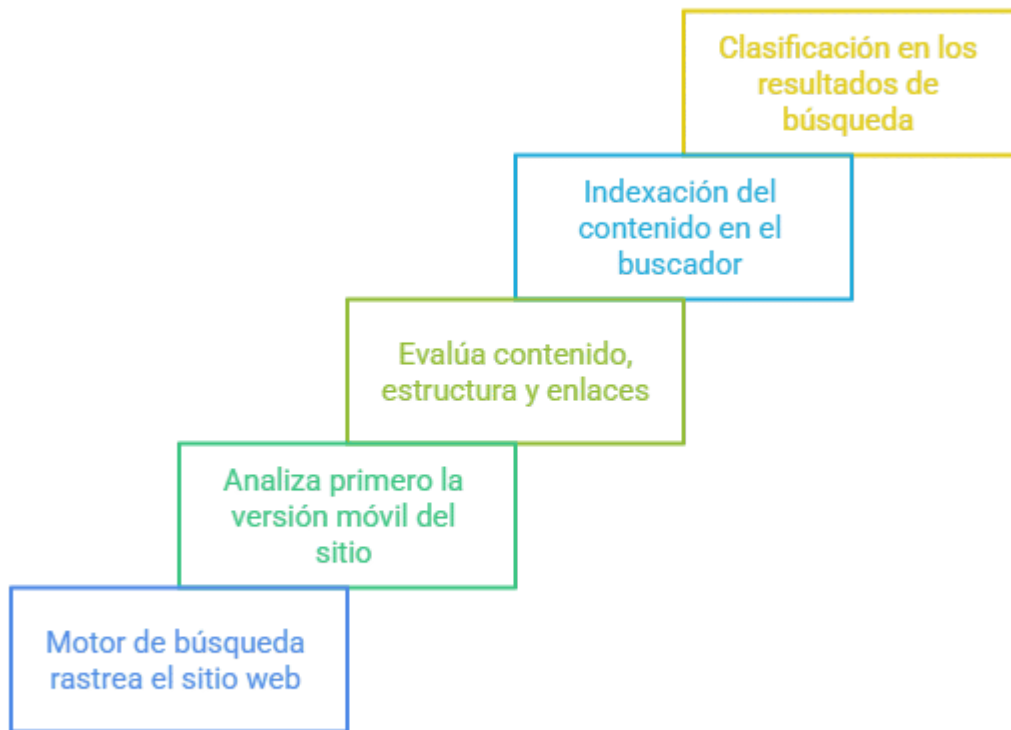 Clasificación en los
resultados de
búsqueda
Indexación del
contenido en el
buscador
Evalúa contenido,
estructura y enlaces
Analiza primero la
versión móvil del
sitio
Motor de búsqueda
rastrea el sitio web